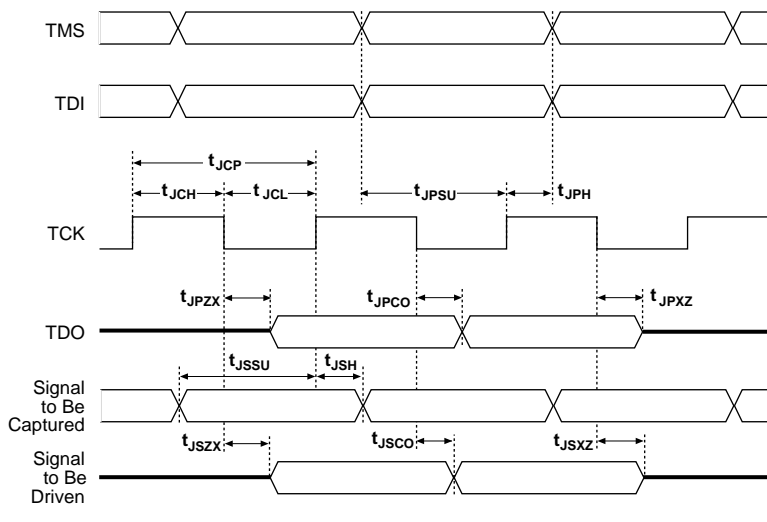 TMS
TDI
tJCP
tJCH
tJCL
tJPSU
tJPH
TCK
tJPZX
tJPCO
tJPXZ
TDO
tJSSU
tJSH
Signal
to Be
Captured
tJSZX
tJSCO
tJSXZ
Signal
to Be
Driven